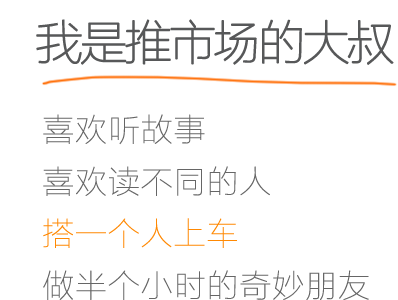 我是推市场的大叔
喜欢听故事
喜欢读不同的人
搭一个人上车
做半个小时的奇妙朋友